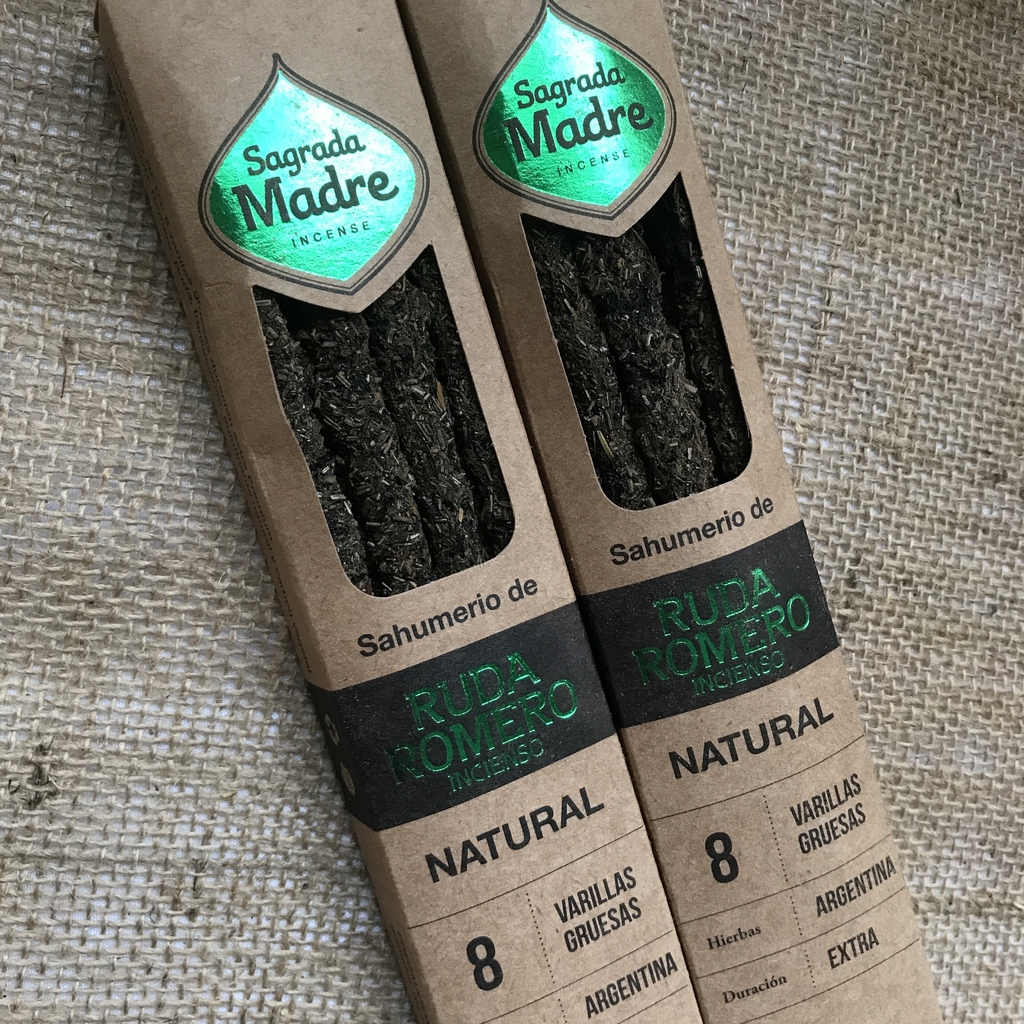 Sagrada
Madre
INCENSE
Sahumerio de
RUDA
ROMERO
INCIENSO
NATURAL
8
VARILLAS
GRUESAS
ARGENTINA
Sagrada
Madre
INCENSE
Sahumerio de
RUDA
ROMERO
INCIENSO
NATURAL
8
VARILLAS
GRUESAS
Hierbas
ARGENTINA
Duración
EXTRA